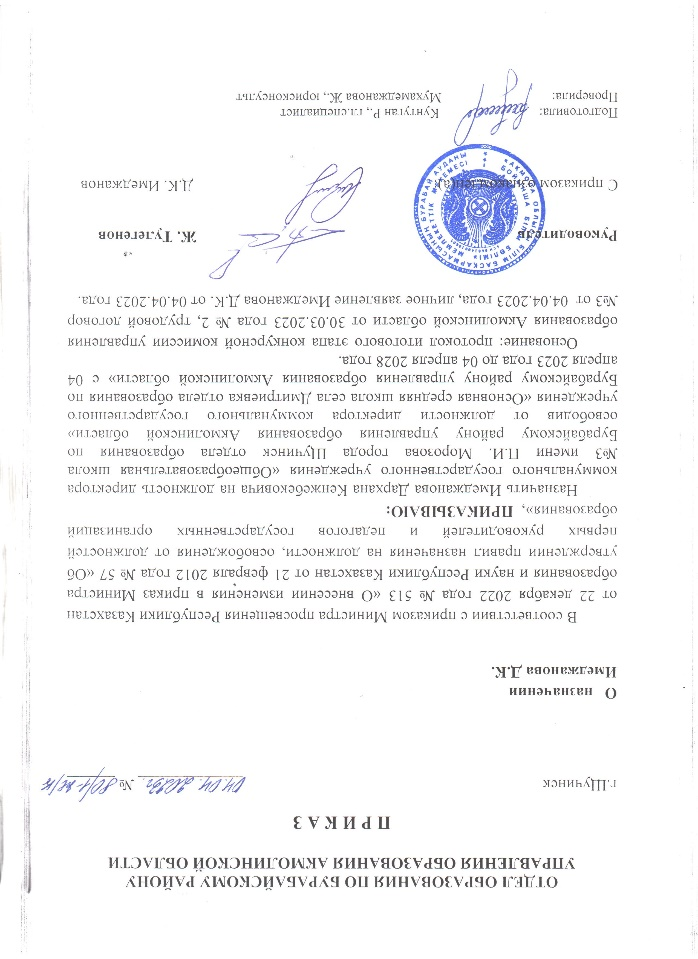 ОТДЕЛ ОБРАЗОВАНИЯ ПО БУРАБАЙСКОМУ РАЙОНУ
УПРАВЛЕНИЯ ОБРАЗОВАНИЯ АКМОЛИНСКОЙ ОБЛАСТИ
П Р И К А З
г.Щучинск 04.04.2023г. №
О назначении
Имеджанова Д.К.
В соответствии с приказом Министра просвещения Республики Казахстан
от 22 декабря 2022 года № 513 «О внесении изменения в приказ Министра
образования и науки Республики Казахстан от 21 февраля 2012 года № 57 «Об
утверждении правил назначения на должности, освобождения от должностей
первых руководителей и педагогов государственных организаций
образования», ПРИКАЗЫВАЮ:
Назначить Имеджанова Дархана Кенжебековича на должность директора
коммунального государственного учреждения «Общеобразовательная школа
№3 имени П.И. Морозова города Щучинск отдела образования по
Бурабайскому району управления образования Акмолинской области»
освободив от должности директора коммунального государственного
учреждения «Основная средняя школа села Дмитриевка отдела образования по
Бурабайскому району управления образования Акмолинской области» с 04
апреля 2023 года до 04 апреля 2028 года.
Основание: протокол итогового этапа конкурсной комиссии управления
образования Акмолинской области от 30.03.2023 года № 2, трудовой договор
№3 от 04.04.2023 года, личное заявление Имеджанова Д.К. от 04.04.2023 года.
Руководитель Ж. Тулегенов
С приказом ознакомлен(а) Д.К. Имеджанов
Подготовила: Кунтуган Р., гл.специалист
Проверила: Мухамеджанова Ж., юрисконсульт